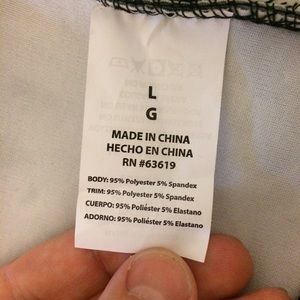 L
G
MADE IN CHINA
HECHO EN CHINA
RN #63619
BODY: 95% Polyester 5% Spandex
TRIM: 95% Polyester 5% Spandex
CUERPO: 95% Poliéster 5% Elastano
ADORNO: 95% Poliéster 5% Elastano